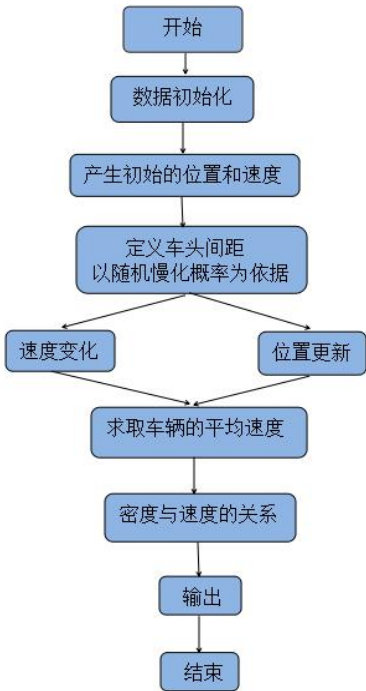 开始
数据初始化
产生初始的位置和速度
定义车头间距
以随机慢化概率为依据
速度变化
位置更新
求取车辆的平均速度
密度与速度的关系
输出
结束